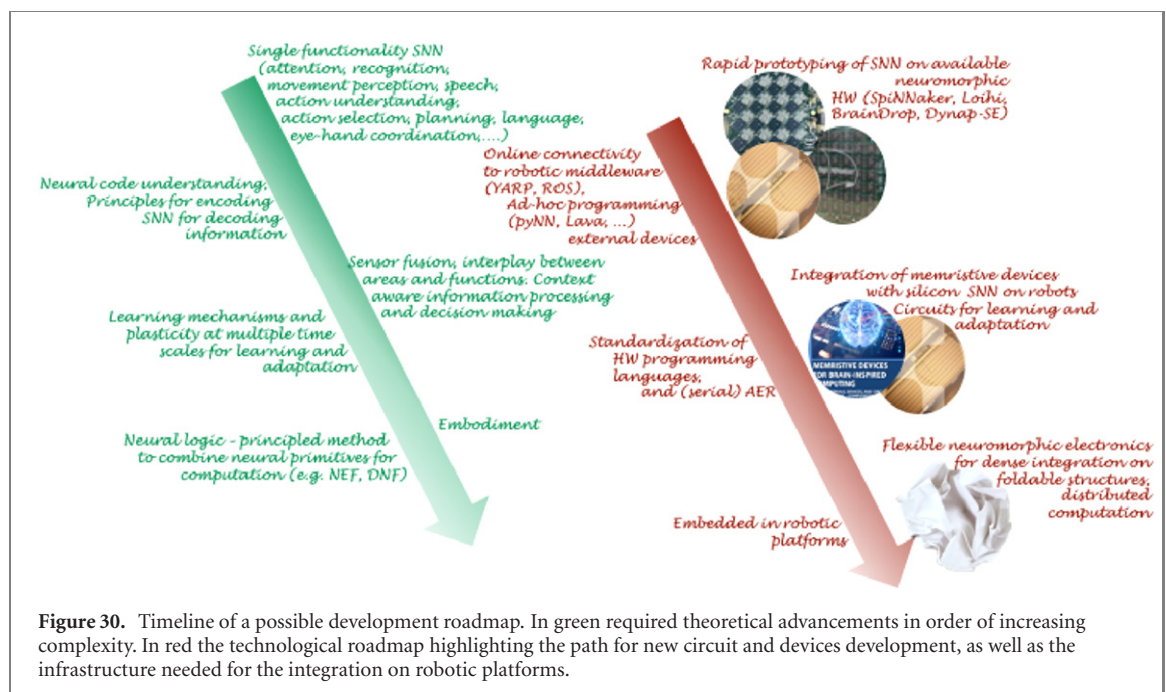 Single functionality SNN
(attention, recognition,
movement perception, speech,
action understanding,
action selection, planning, language,
eye-hand coordination,....)
Neural code understanding,
Principles for encoding
SNN for decoding
information
Sensor fusion, interplay between
areas and functions. Context
aware information processing
and decision making
Learning mechanisms and
plasticity at multiple time
scales for learning and
adaptation
Embodiment
Neural logic - principled method
to combine neural primitives for
computation (e.g. NEF, DNF)
Rapid prototyping of SNN on available
neuromorphic
HW (SpiNNaker, Loihi,
BrainDrop, Dynap-SE)
Online connectivity
to robotic middleware
(YARP, ROS),
Ad-hoc programming
(pyNN, Lava, ...)
external devices
Integration of memristive devices
with silicon SNN on robots
Circuits for learning and
adaptation
MEMRISTIVE DEVICES
FOR BRAIN-INSPIRED
COMPUTING
Standardization of
HW programming
languages,
and (serial) AER
Flexible neuromorphic electronics
for dense integration on
foldable structures,
distributed
computation
Embedded in robotic
platforms
Figure 30. Timeline of a possible development roadmap. In green required theoretical advancements in order of increasing
complexity. In red the technological roadmap highlighting the path for new circuit and devices development, as well as the
infrastructure needed for the integration on robotic platforms.